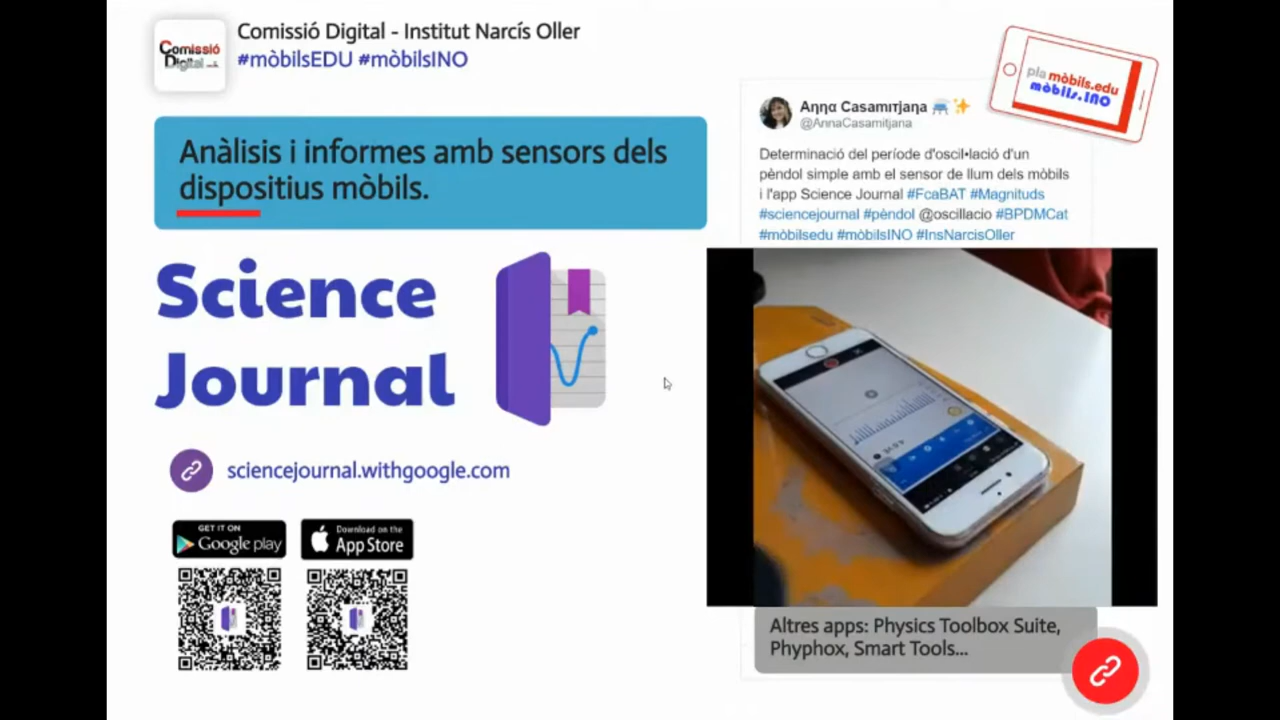 Comissió Digital - Institut Narcís Oller
#mòbilsEDU #mòbilsINO
Comissió
Digital
pla mòbils.edu
mòbils.INO
Anàlisis i informes amb sensors dels
dispositius mòbils.
Science
Journal
sciencejournal.withgoogle.com
GET IT ON
Google play
Download on the
App Store
Aŋŋα Casamıтʝaŋa
@AnnaCasamitjana
Determinació del període d'oscil•lació d'un
pèndol simple amb el sensor de llum dels mòbils
i l'app Science Journal #FcaBAT #Magnituds
#sciencejournal #pèndol @oscillacio #BPDMCat
#mòbilsedu #mòbilsINO #InsNarcisOller
Altres apps: Physics Toolbox Suite,
Phyphox, Smart Tools...